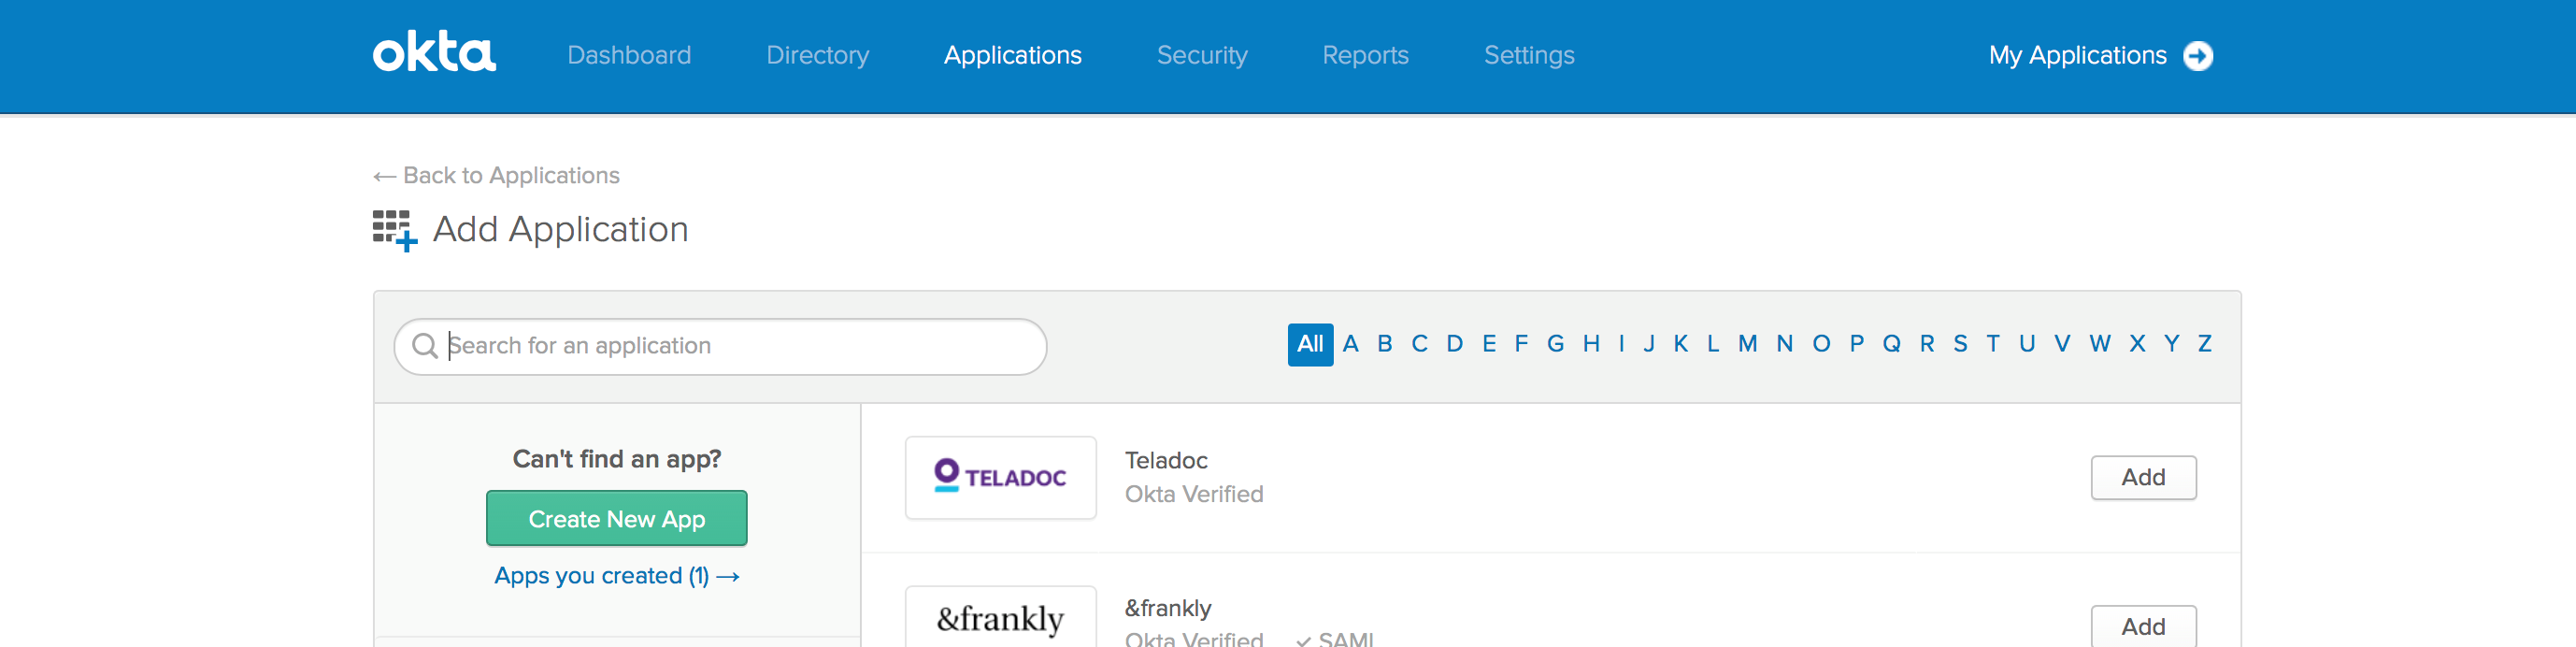 okta Dashboard Directory Applications Security Reports Settings My Applications
← Back to Applications
Add Application
Search for an application
All A B C D E F G H I J K L M N O P Q R S T U V W X Y Z
Can't find an app?
Create New App
Apps you created (1) →
TELADOC
Teladoc
Okta Verified
Add
&frankly
&frankly
Okta Verified ✓ SAML
Add